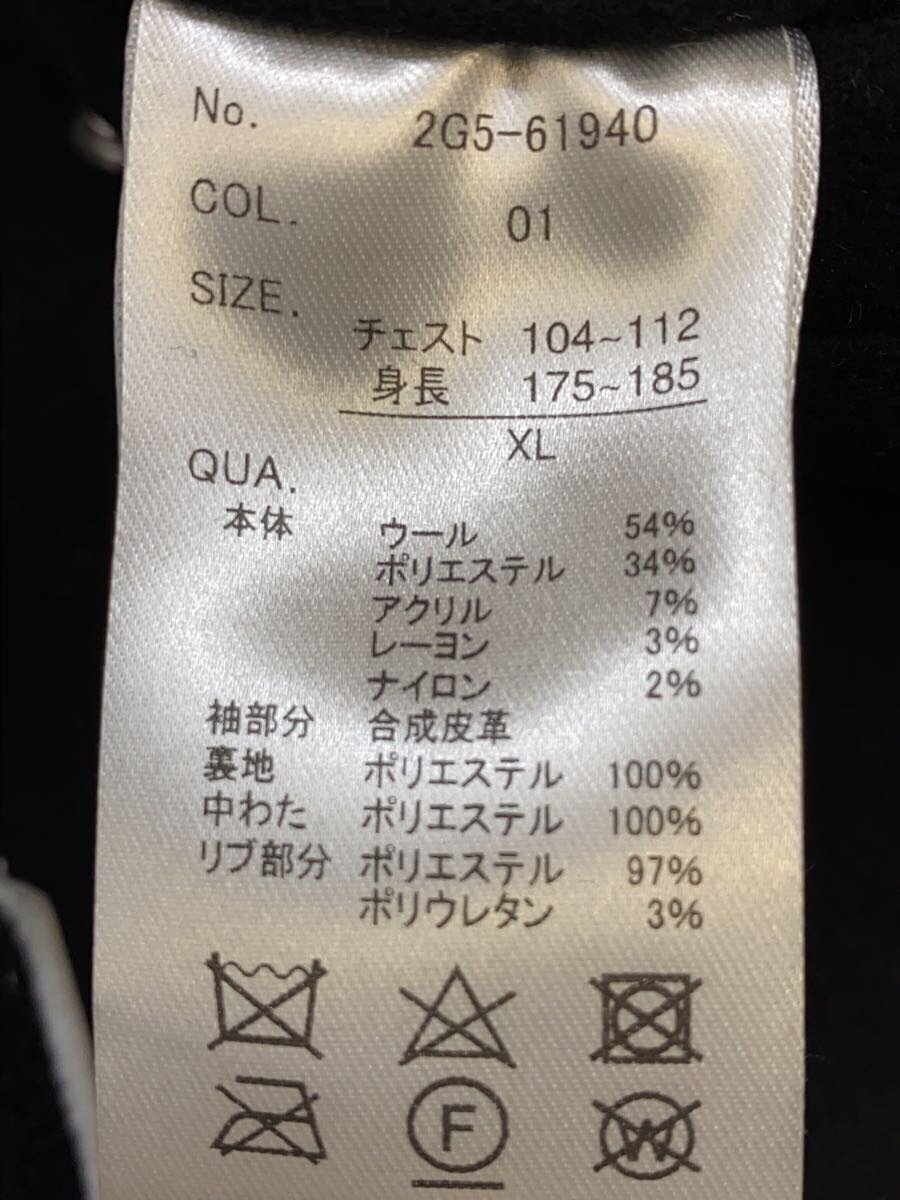 No. 2G5-61940
COL. 01
SIZE.
チェスト 104~112
身長 175~185
XL
QUA.
本体 ウール 54%
ポリエステル 34%
アクリル 7%
レーヨン 3%
ナイロン 2%
袖部分 合成皮革
裏地 ポリエステル 100%
中わた ポリエステル 100%
リブ部分 ポリエステル 97%
ポリウレタン 3%
F W